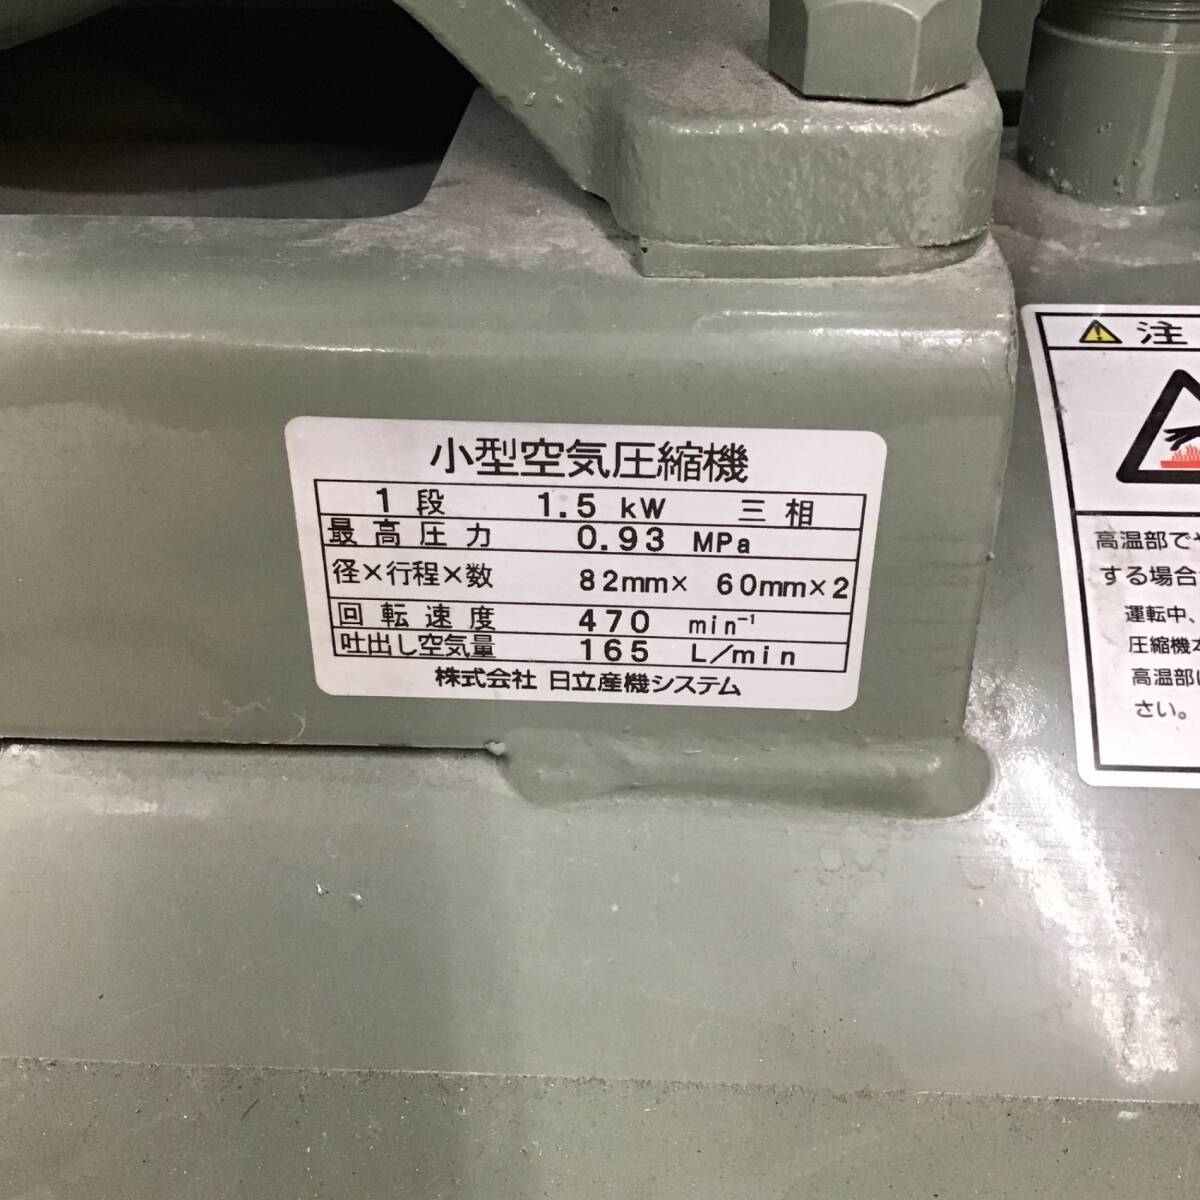 小型空気圧縮機
1段 1.5 kW 三相
最高圧力 0.93 MPa
径×行程×数 82mm× 60mm×2
回転速度 470 min⁻¹
吐出し空気量 165 L/min
株式会社 日立産機システム
注
高温部で
する場合
運転中、
圧縮機
高温部に
さい。